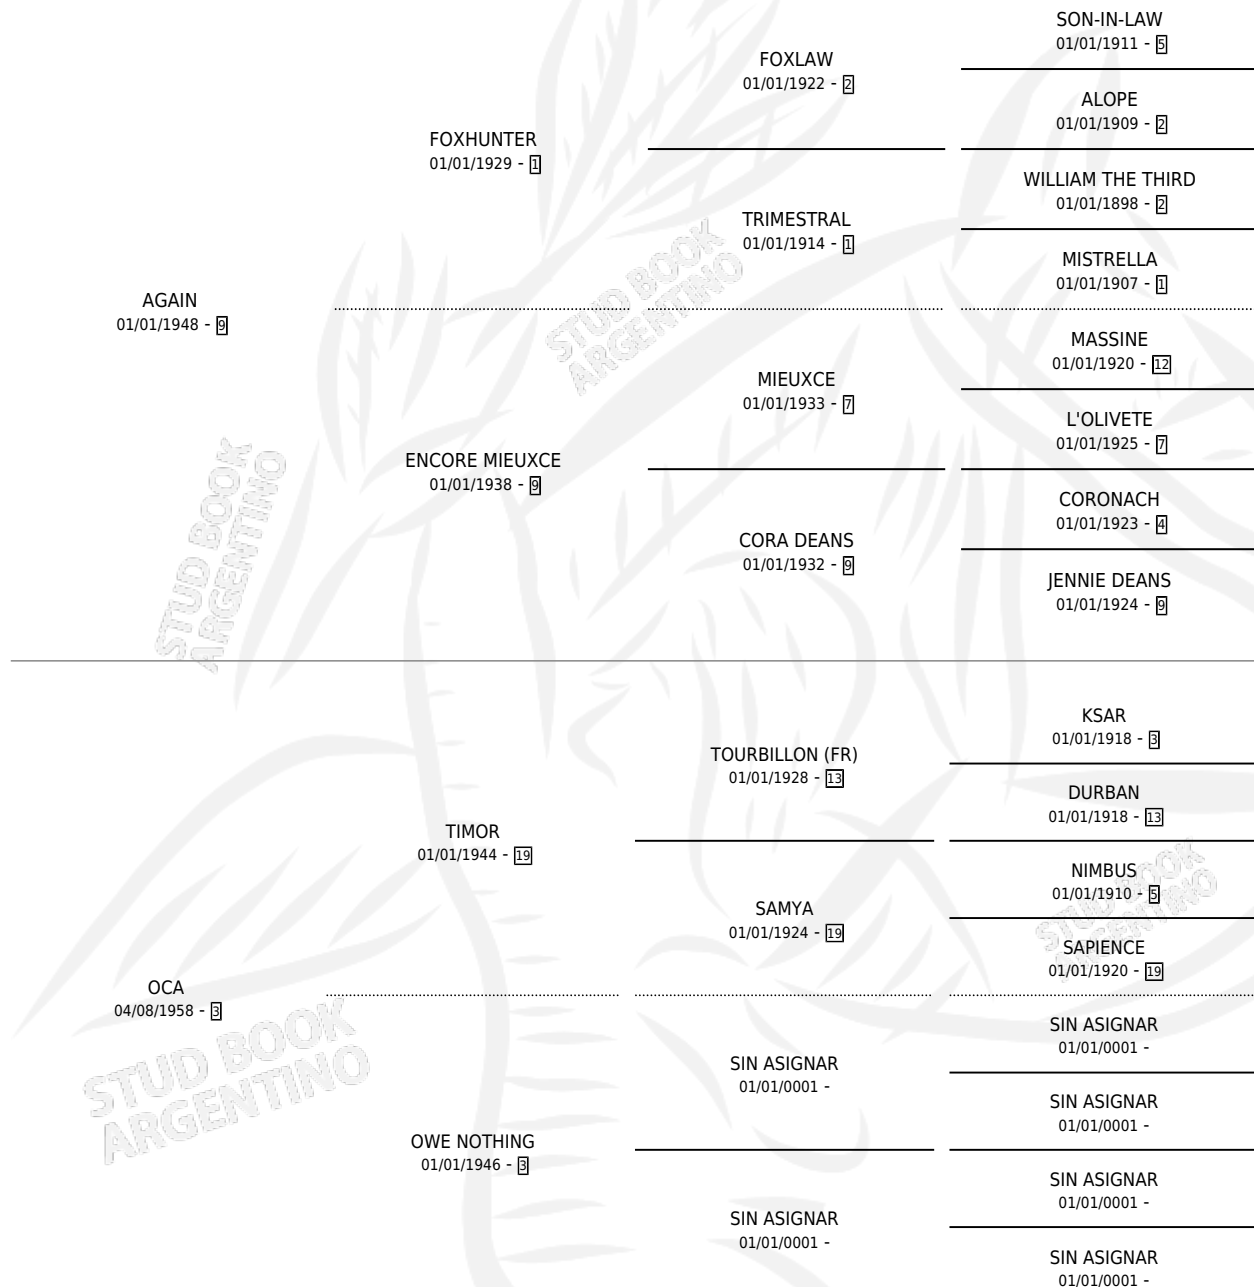 SON-IN-LAW
01/01/1911 - 5
FOXLAW
01/01/1922 - 2
ALOPE
01/01/1909 - 2
FOXHUNTER
01/01/1929 - 1
WILLIAM THE THIRD
01/01/1898 - 2
TRIMESTRAL
01/01/1914 - 1
MISTRELLA
01/01/1907 - 1
AGAIN
01/01/1948 - 9
MASSINE
01/01/1920 - 12
MIEUXCE
01/01/1933 - 7
L'OLIVETE
01/01/1925 - 7
ENCORE MIEUXCE
01/01/1938 - 9
CORONACH
01/01/1923 - 4
CORA DEANS
01/01/1932 - 9
JENNIE DEANS
01/01/1924 - 9
KSAR
01/01/1918 - 3
TOURBILLON (FR)
01/01/1928 - 13
DURBAN
01/01/1918 - 13
TIMOR
01/01/1944 - 19
NIMBUS
01/01/1910 - 5
SAMYA
01/01/1924 - 19
SAPIENCE
01/01/1920 - 19
OCA
04/08/1958 - 3
SIN ASIGNAR
01/01/0001 -
SIN ASIGNAR
01/01/0001 -
SIN ASIGNAR
01/01/0001 -
OWE NOTHING
01/01/1946 - 3
SIN ASIGNAR
01/01/0001 -
SIN ASIGNAR
01/01/0001 -
SIN ASIGNAR
01/01/0001 -
STUD BOOK
ARGENTINO
STUD BOOK
ARGENTINO
STUD BOOK
ARGENTINO
STUD BOOK
ARGENTINO